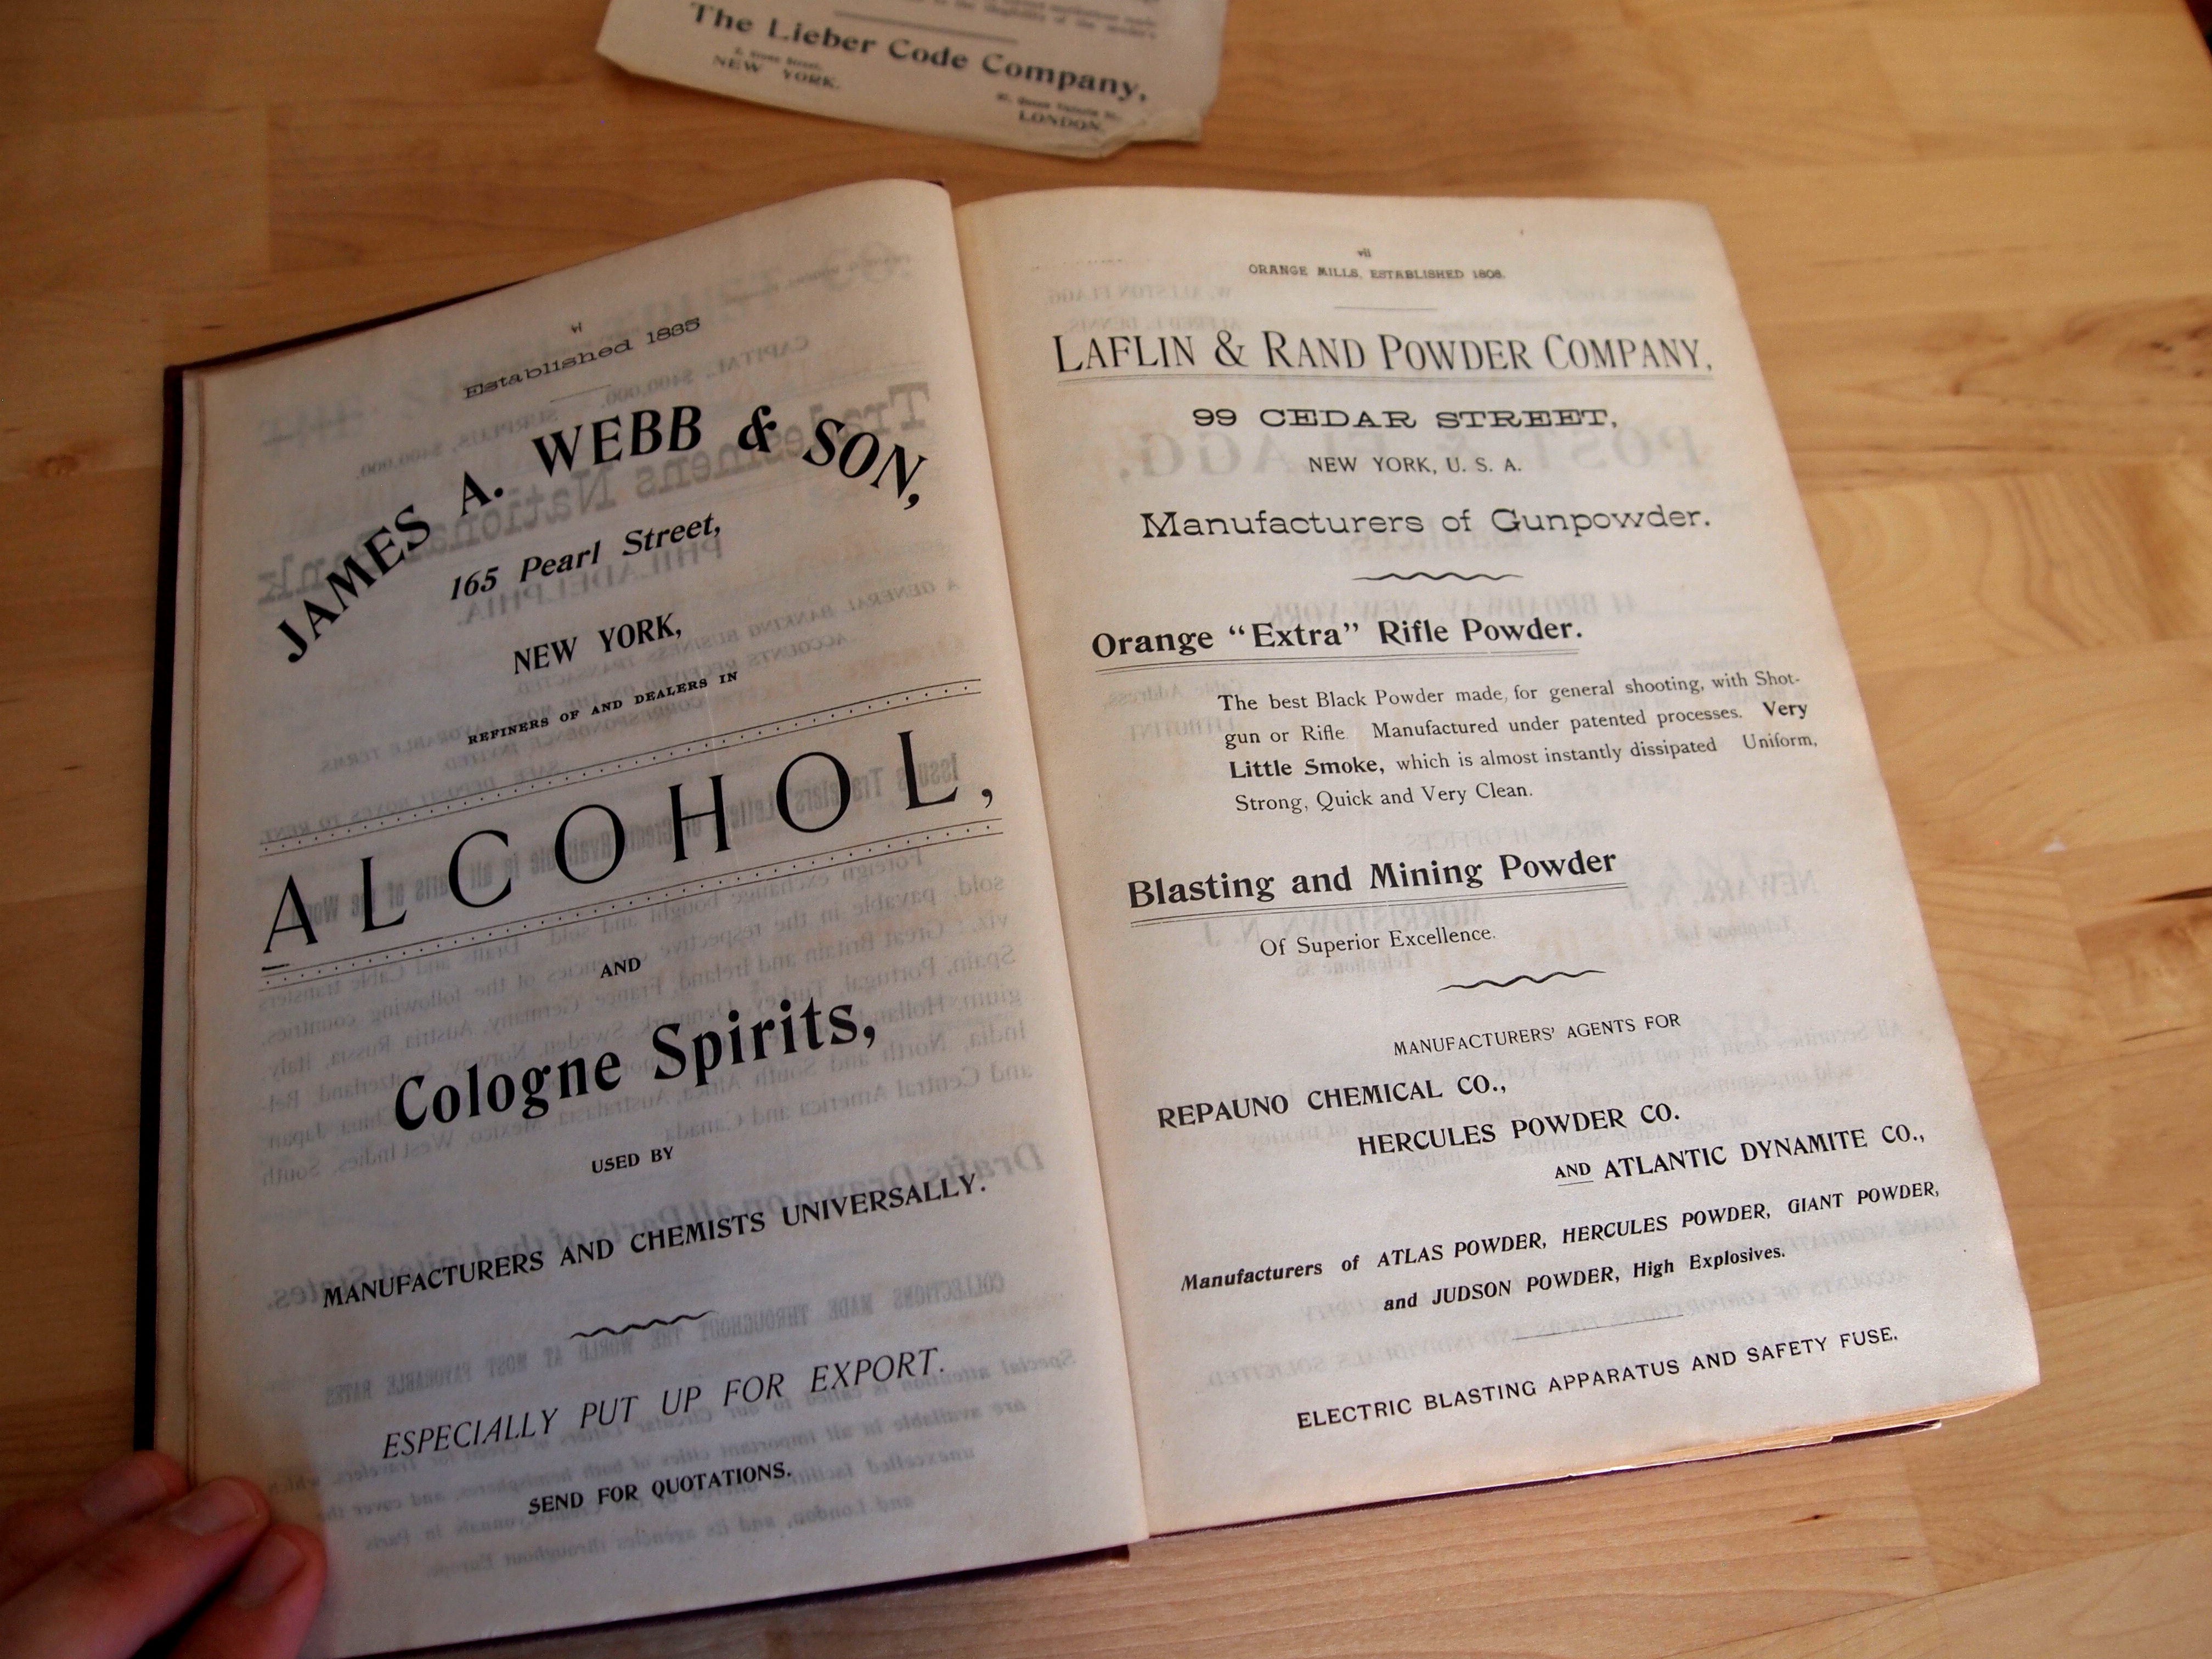 The Lieber Code Company,
NEW YORK.
LONDON.
vi
Established 1835
JAMES A. WEBB & SON,
165 Pearl Street,
NEW YORK,
REFINERS OF AND DEALERS IN
ALCOHOL,
AND
Cologne Spirits,
USED BY
MANUFACTURERS AND CHEMISTS UNIVERSALLY.
ESPECIALLY PUT UP FOR EXPORT.
SEND FOR QUOTATIONS.
vii
ORANGE MILLS, ESTABLISHED 1808.
LAFLIN & RAND POWDER COMPANY,
99 CEDAR STREET,
NEW YORK, U. S. A.
Manufacturers of Gunpowder.
Orange "Extra" Rifle Powder.
The best Black Powder made, for general shooting, with Shot-
gun or Rifle Manufactured under patented processes. Very
Little Smoke, which is almost instantly dissipated Uniform,
Strong, Quick and Very Clean.
Blasting and Mining Powder
Of Superior Excellence.
MANUFACTURERS' AGENTS FOR
REPAUNO CHEMICAL CO.,
HERCULES POWDER CO.
AND ATLANTIC DYNAMITE CO.,
Manufacturers of ATLAS POWDER, HERCULES POWDER, GIANT POWDER,
and JUDSON POWDER, High Explosives.
ELECTRIC BLASTING APPARATUS AND SAFETY FUSE.